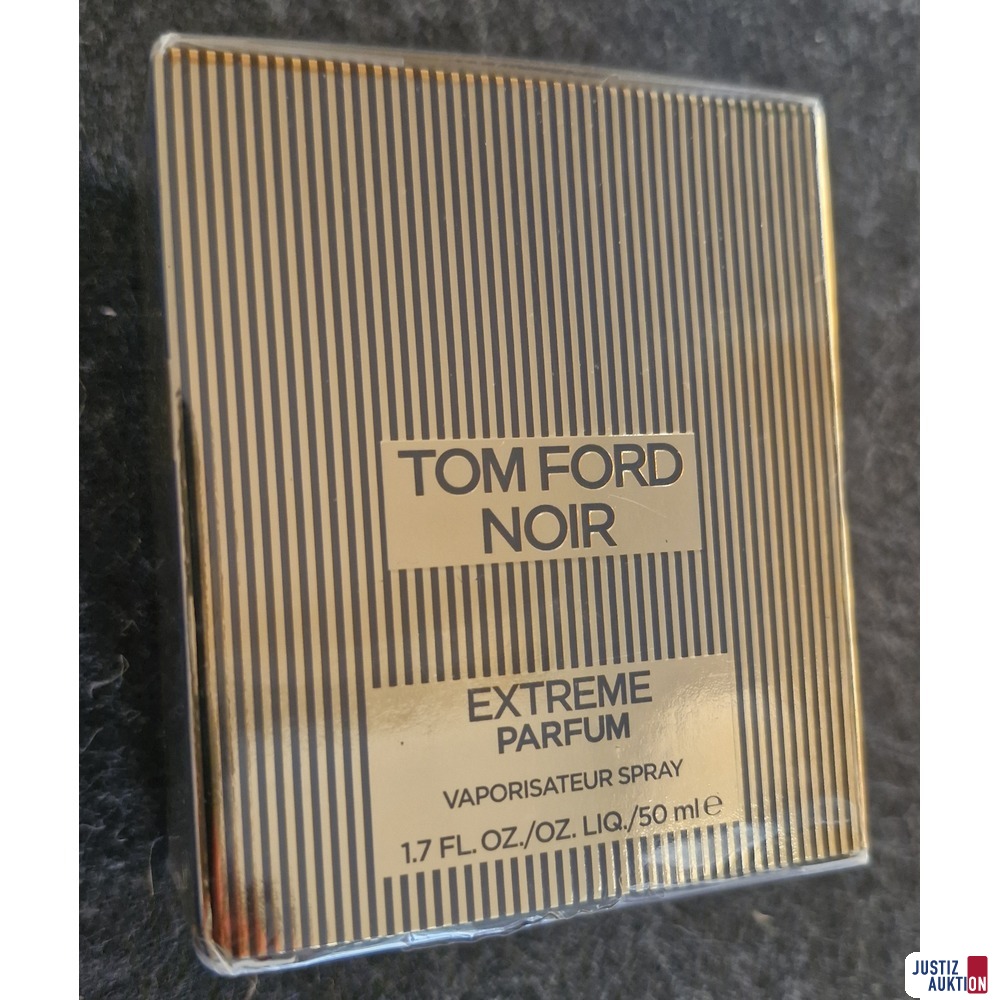 TOM FORD
NOIR
EXTREME
PARFUM
VAPORISATEUR SPRAY
1.7 FL. OZ./OZ. LIQ./50 ml ℮
JUSTIZ
AUKTION